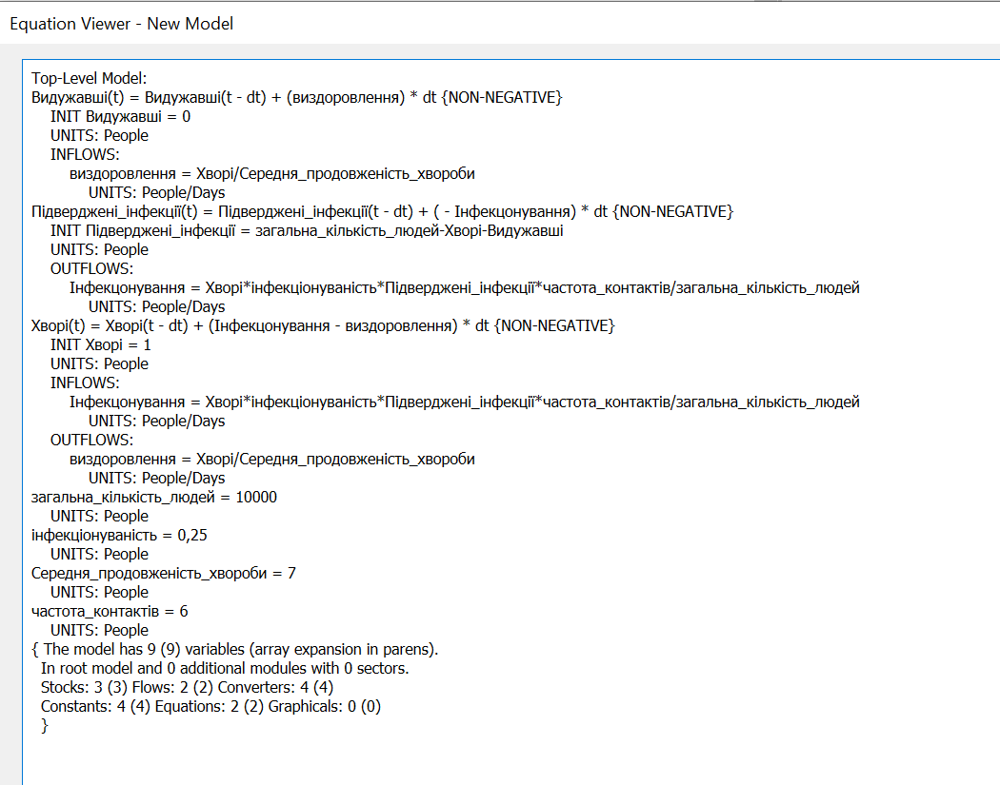 Equation Viewer - New Model
Top-Level Model:
Видужавші(t) = Видужавші(t - dt) + (виздоровлення) * dt {NON-NEGATIVE}
INIT Видужавші = 0
UNITS: People
INFLOWS:
виздоровлення = Хворі/Середня_продовженість_хвороби
UNITS: People/Days
Підверджені_інфекції(t) = Підверджені_інфекції(t - dt) + ( - Інфекцонування) * dt {NON-NEGATIVE}
INIT Підверджені_інфекції = загальна_кількість_людей-Хворі-Видужавші
UNITS: People
OUTFLOWS:
Інфекцонування = Хворі*інфекціонуваність*Підверджені_інфекції*частота_контактів/загальна_кількість_людей
UNITS: People/Days
Хворі(t) = Хворі(t - dt) + (Інфекцонування - виздоровлення) * dt {NON-NEGATIVE}
INIT Хворі = 1
UNITS: People
INFLOWS:
Інфекцонування = Хворі*інфекціонуваність*Підверджені_інфекції*частота_контактів/загальна_кількість_людей
UNITS: People/Days
OUTFLOWS:
виздоровлення = Хворі/Середня_продовженість_хвороби
UNITS: People/Days
загальна_кількість_людей = 10000
UNITS: People
інфекціонуваність = 0,25
UNITS: People
Середня_продовженість_хвороби = 7
UNITS: People
частота_контактів = 6
UNITS: People
{ The model has 9 (9) variables (array expansion in parens).
In root model and 0 additional modules with 0 sectors.
Stocks: 3 (3) Flows: 2 (2) Converters: 4 (4)
Constants: 4 (4) Equations: 2 (2) Graphicals: 0 (0)
}